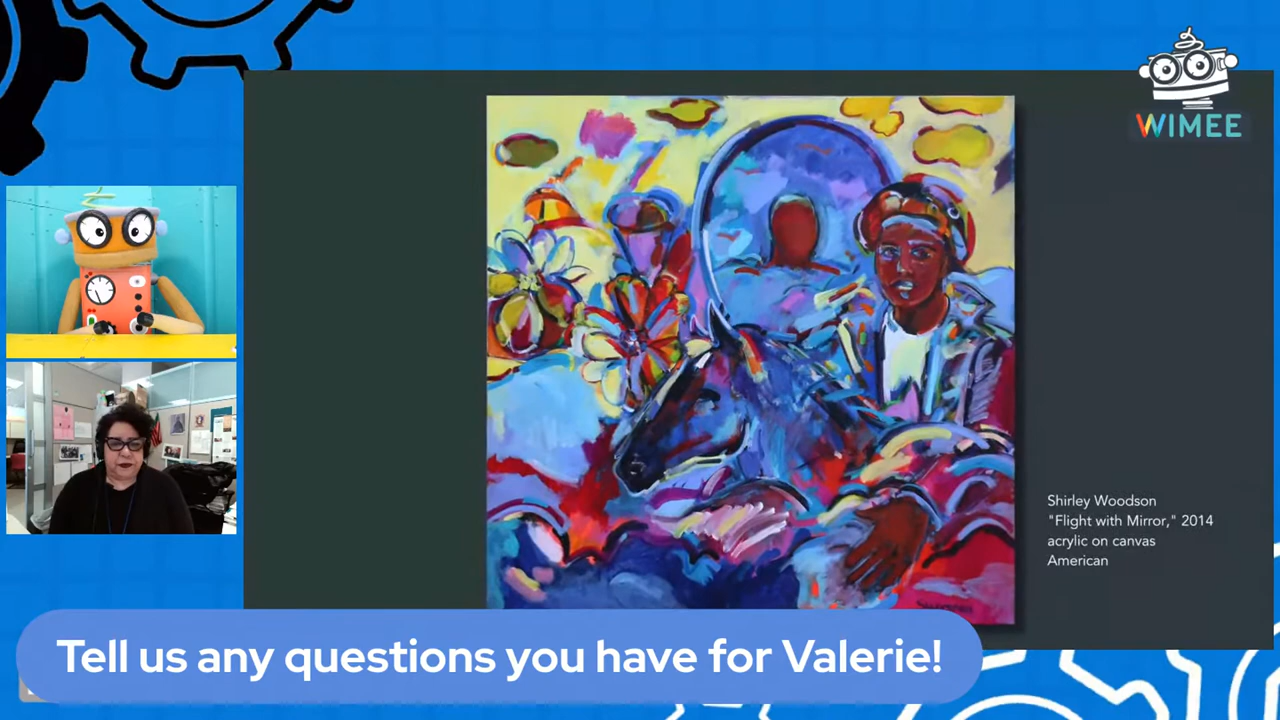 WIMEE
Shirley Woodson
"Flight with Mirror," 2014
acrylic on canvas
American
Tell us any questions you have for Valerie!